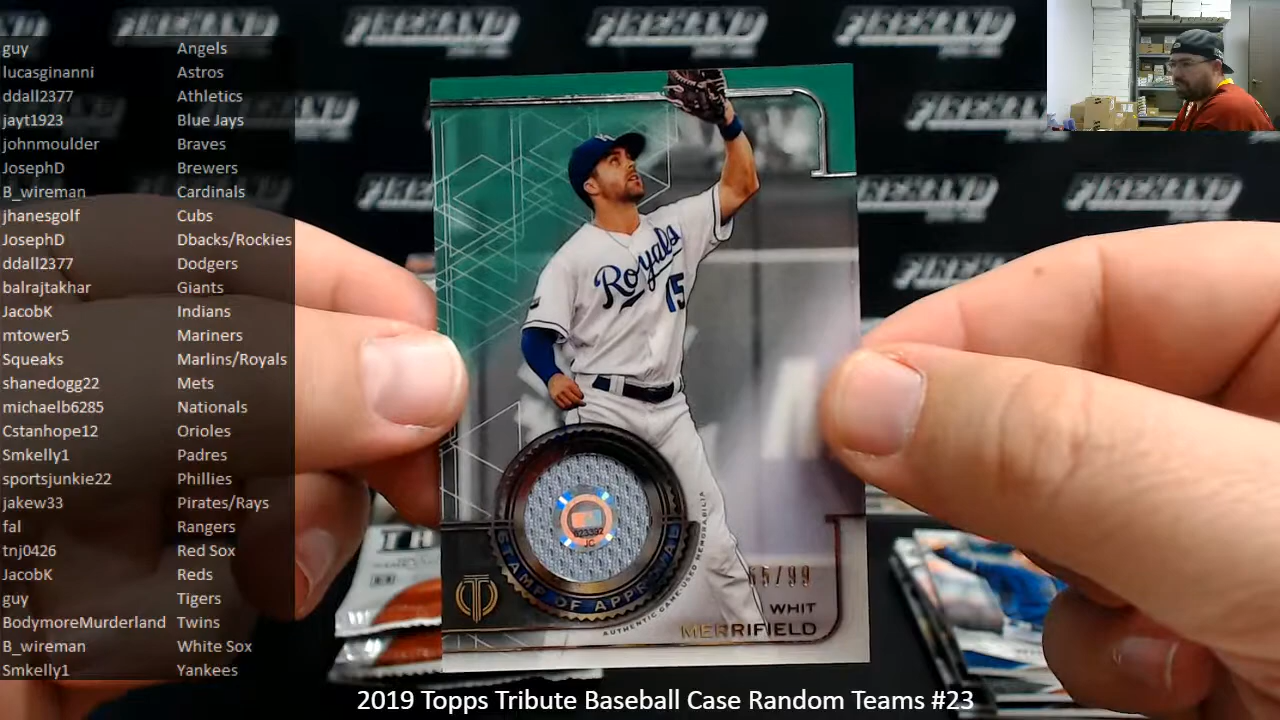 guy Angels
lucasginanni Astros
ddall2377 Athletics
jayt1923 Blue Jays
johnmoulder Braves
JosephD Brewers
B_wireman Cardinals
jhanesgolf Cubs
JosephD Dbacks/Rockies
ddall2377 Dodgers
balrajtakhar Giants
JacobK Indians
mtower5 Mariners
Squeaks Marlins/Royals
shanedogg22 Mets
michaelb6285 Nationals
Cstanhope12 Orioles
Smkelly1 Padres
sportsjunkie22 Phillies
jakew33 Pirates/Rays
fal Rangers
tnj0426 Red Sox
JacobK Reds
guy Tigers
BodymoreMurderland Twins
B_wireman White Sox
Smkelly1 Yankees
FIREHAND
Royals
15
STAMP OF APPROVAL
AUTHENTIC GAME-USED MEMORABILIA
/99
WHIT
MERRIFIELD
2019 Topps Tribute Baseball Case Random Teams #23